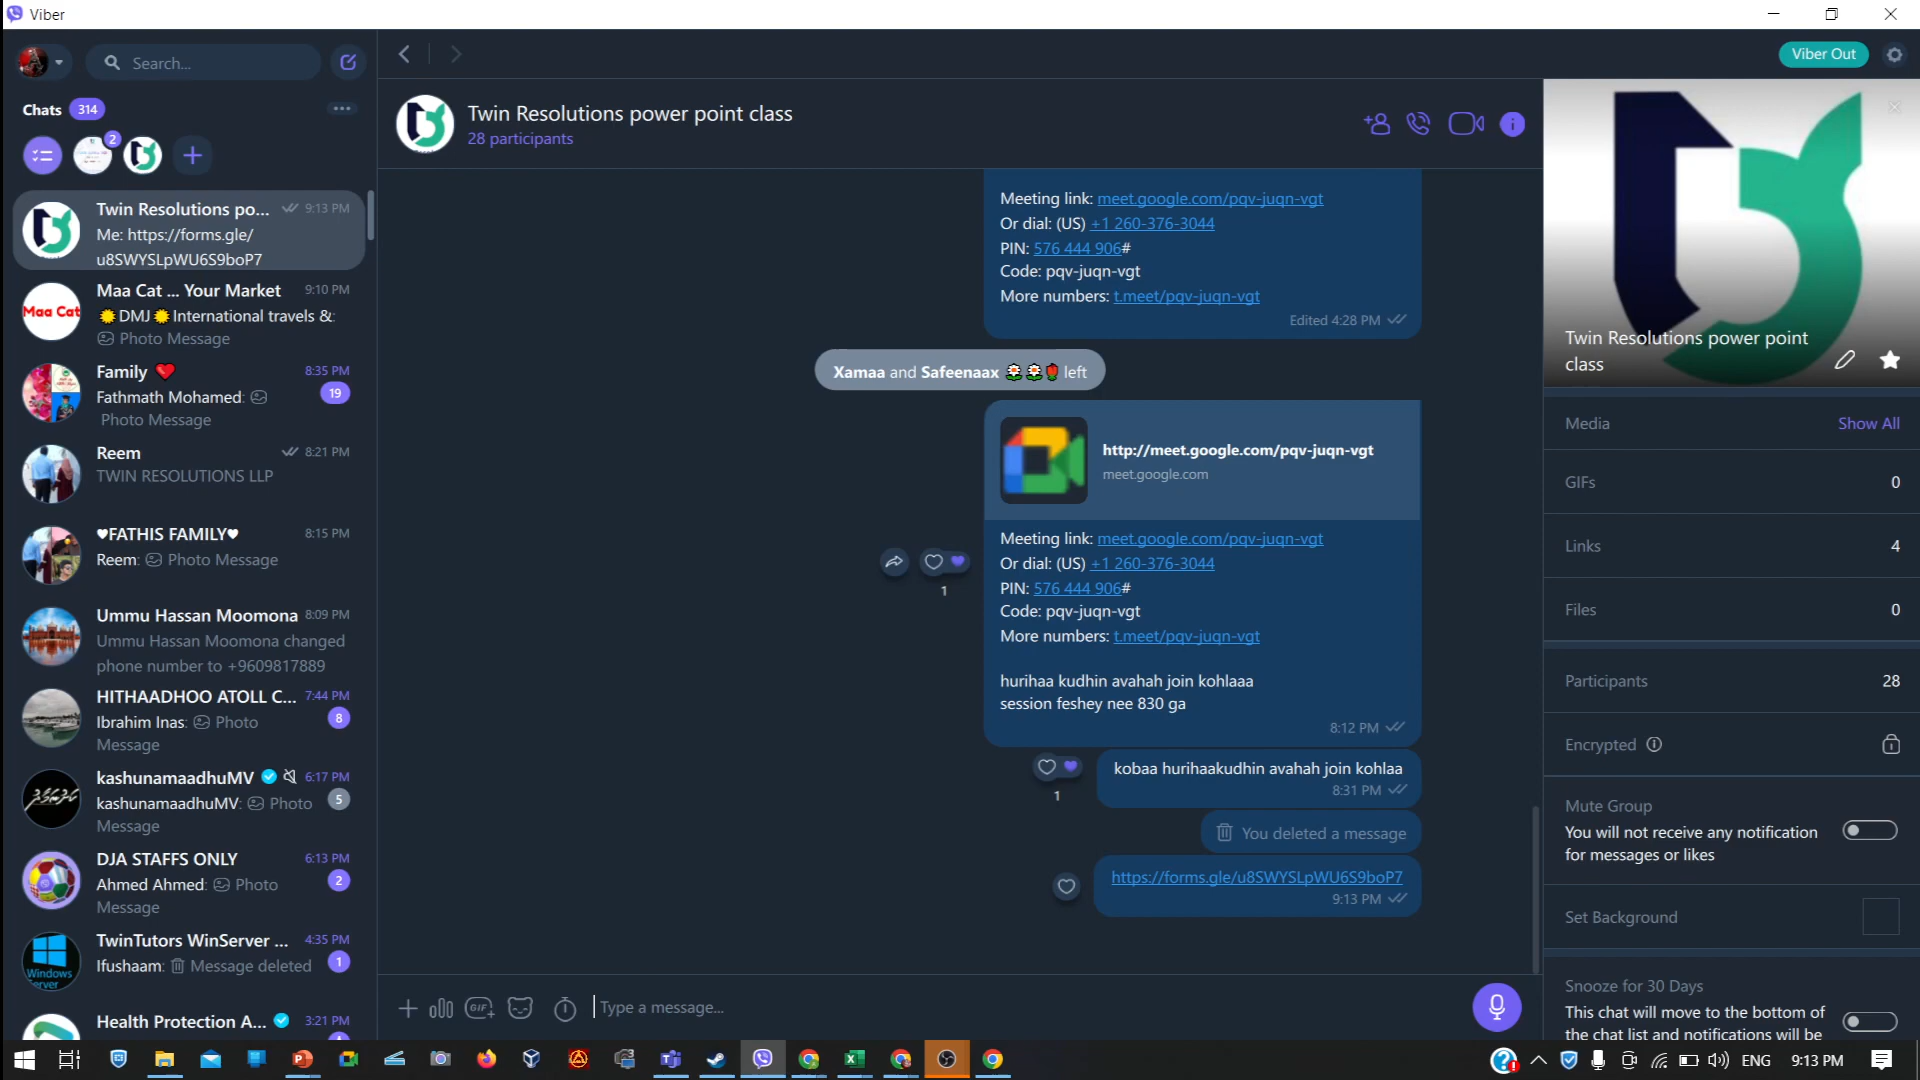 Viber
Search...
Viber Out
Chats 314
2
Twin Resolutions power point class
28 participants
Twin Resolutions po... 9:13 PM
Me: https://forms.gle/
u8SWYSLpWU6S9boP7
Maa Cat
Maa Cat ... Your Market 9:10 PM
DMJ International travels &
Photo Message
Family 8:35 PM
Fathmath Mohamed: 19
Photo Message
Reem 8:21 PM
TWIN RESOLUTIONS LLP
♥FATHIS FAMILY♥ 8:15 PM
Reem: Photo Message
Ummu Hassan Moomona 8:09 PM
Ummu Hassan Moomona changed
phone number to +9609817889
HITHAADHOO ATOLL C... 7:44 PM
Ibrahim Inas: Photo 8
Message
kashunamaadhuMV 6:17 PM
kashunamaadhuMV: Photo 5
Message
DJA STAFFS ONLY 6:13 PM
Ahmed Ahmed: Photo 2
Message
Windows
Server
TwinTutors WinServer ... 4:35 PM
Ifushaam: Message deleted 1
Health Protection A... 3:21 PM
Meeting link: meet.google.com/pqv-juqn-vgt
Or dial: (US) +1 260-376-3044
PIN: 576 444 906#
Code: pqv-juqn-vgt
More numbers: t.meet/pqv-juqn-vgt
Edited 4:28 PM
Xamaa and Safeenaax 🌼🌼🌹 left
http://meet.google.com/pqv-juqn-vgt
meet.google.com
Meeting link: meet.google.com/pqv-juqn-vgt
Or dial: (US) +1 260-376-3044
PIN: 576 444 906#
Code: pqv-juqn-vgt
More numbers: t.meet/pqv-juqn-vgt
hurihaa kudhin avahah join kohlaaa
session feshey nee 830 ga
8:12 PM
1
kobaa hurihaakudhin avahah join kohlaa
8:31 PM
1
You deleted a message
https://forms.gle/u8SWYSLpWU6S9boP7
9:13 PM
GIF
Type a message...
Twin Resolutions power point
class
Media Show All
GIFs 0
Links 4
Files 0
Participants 28
Encrypted
Mute Group
You will not receive any notification
for messages or likes
Set Background
Snooze for 30 Days
This chat will move to the bottom of
the chat list and notifications will be
ENG 9:13 PM